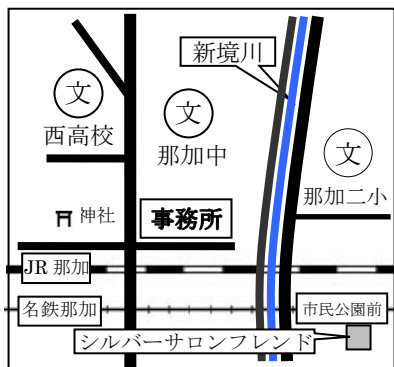 新境川
文
西高校
文
那加中
文
那加二小
神社
事務所
JR 那加
名鉄那加
市民公園前
シルバーサロンフレンド